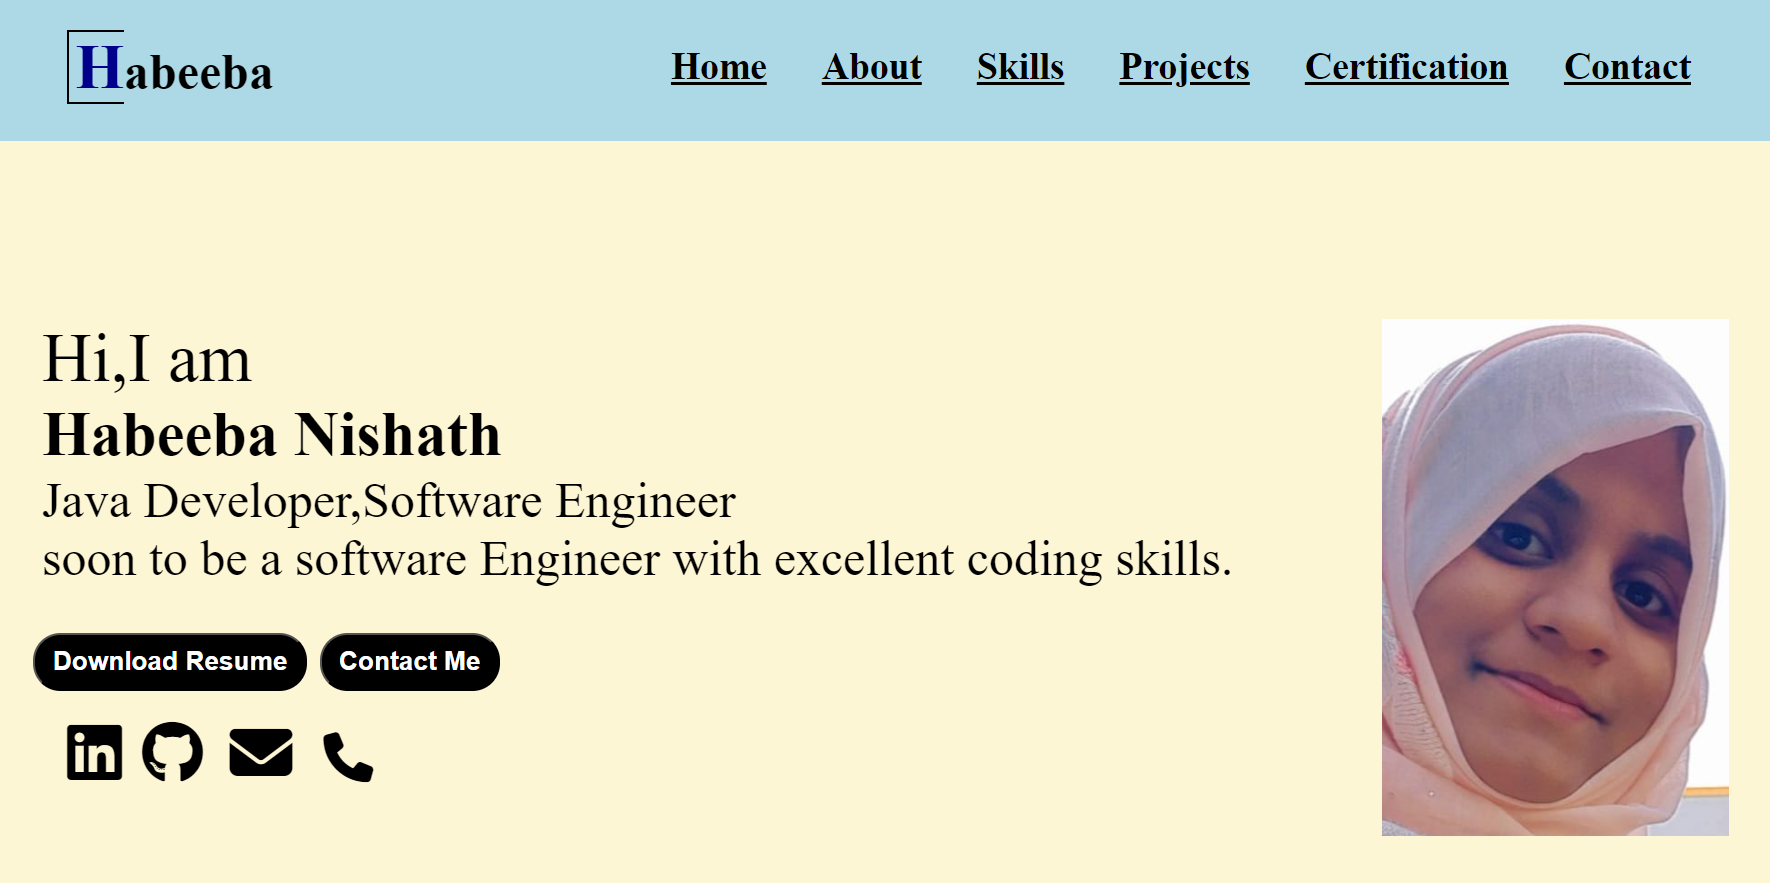 Habeeba
Home About Skills Projects Certification Contact
Hi,I am
Habeeba Nishath
Java Developer,Software Engineer
soon to be a software Engineer with excellent coding skills.
Download Resume Contact Me
in